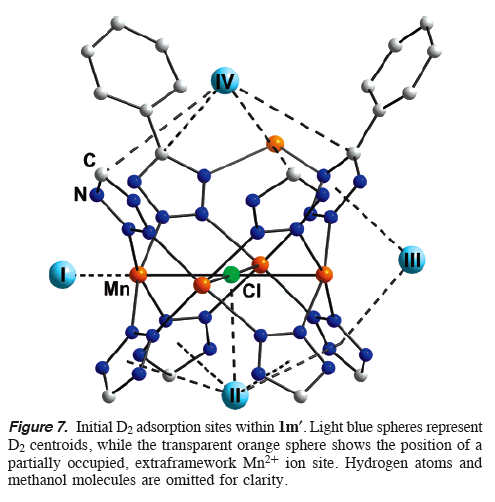 IV
C
N
I
III
Mn
Cl
II
Figure 7. Initial D2 adsorption sites within 1m′. Light blue spheres represent
D2 centroids, while the transparent orange sphere shows the position of a
partially occupied, extraframework Mn2+ ion site. Hydrogen atoms and
methanol molecules are omitted for clarity.